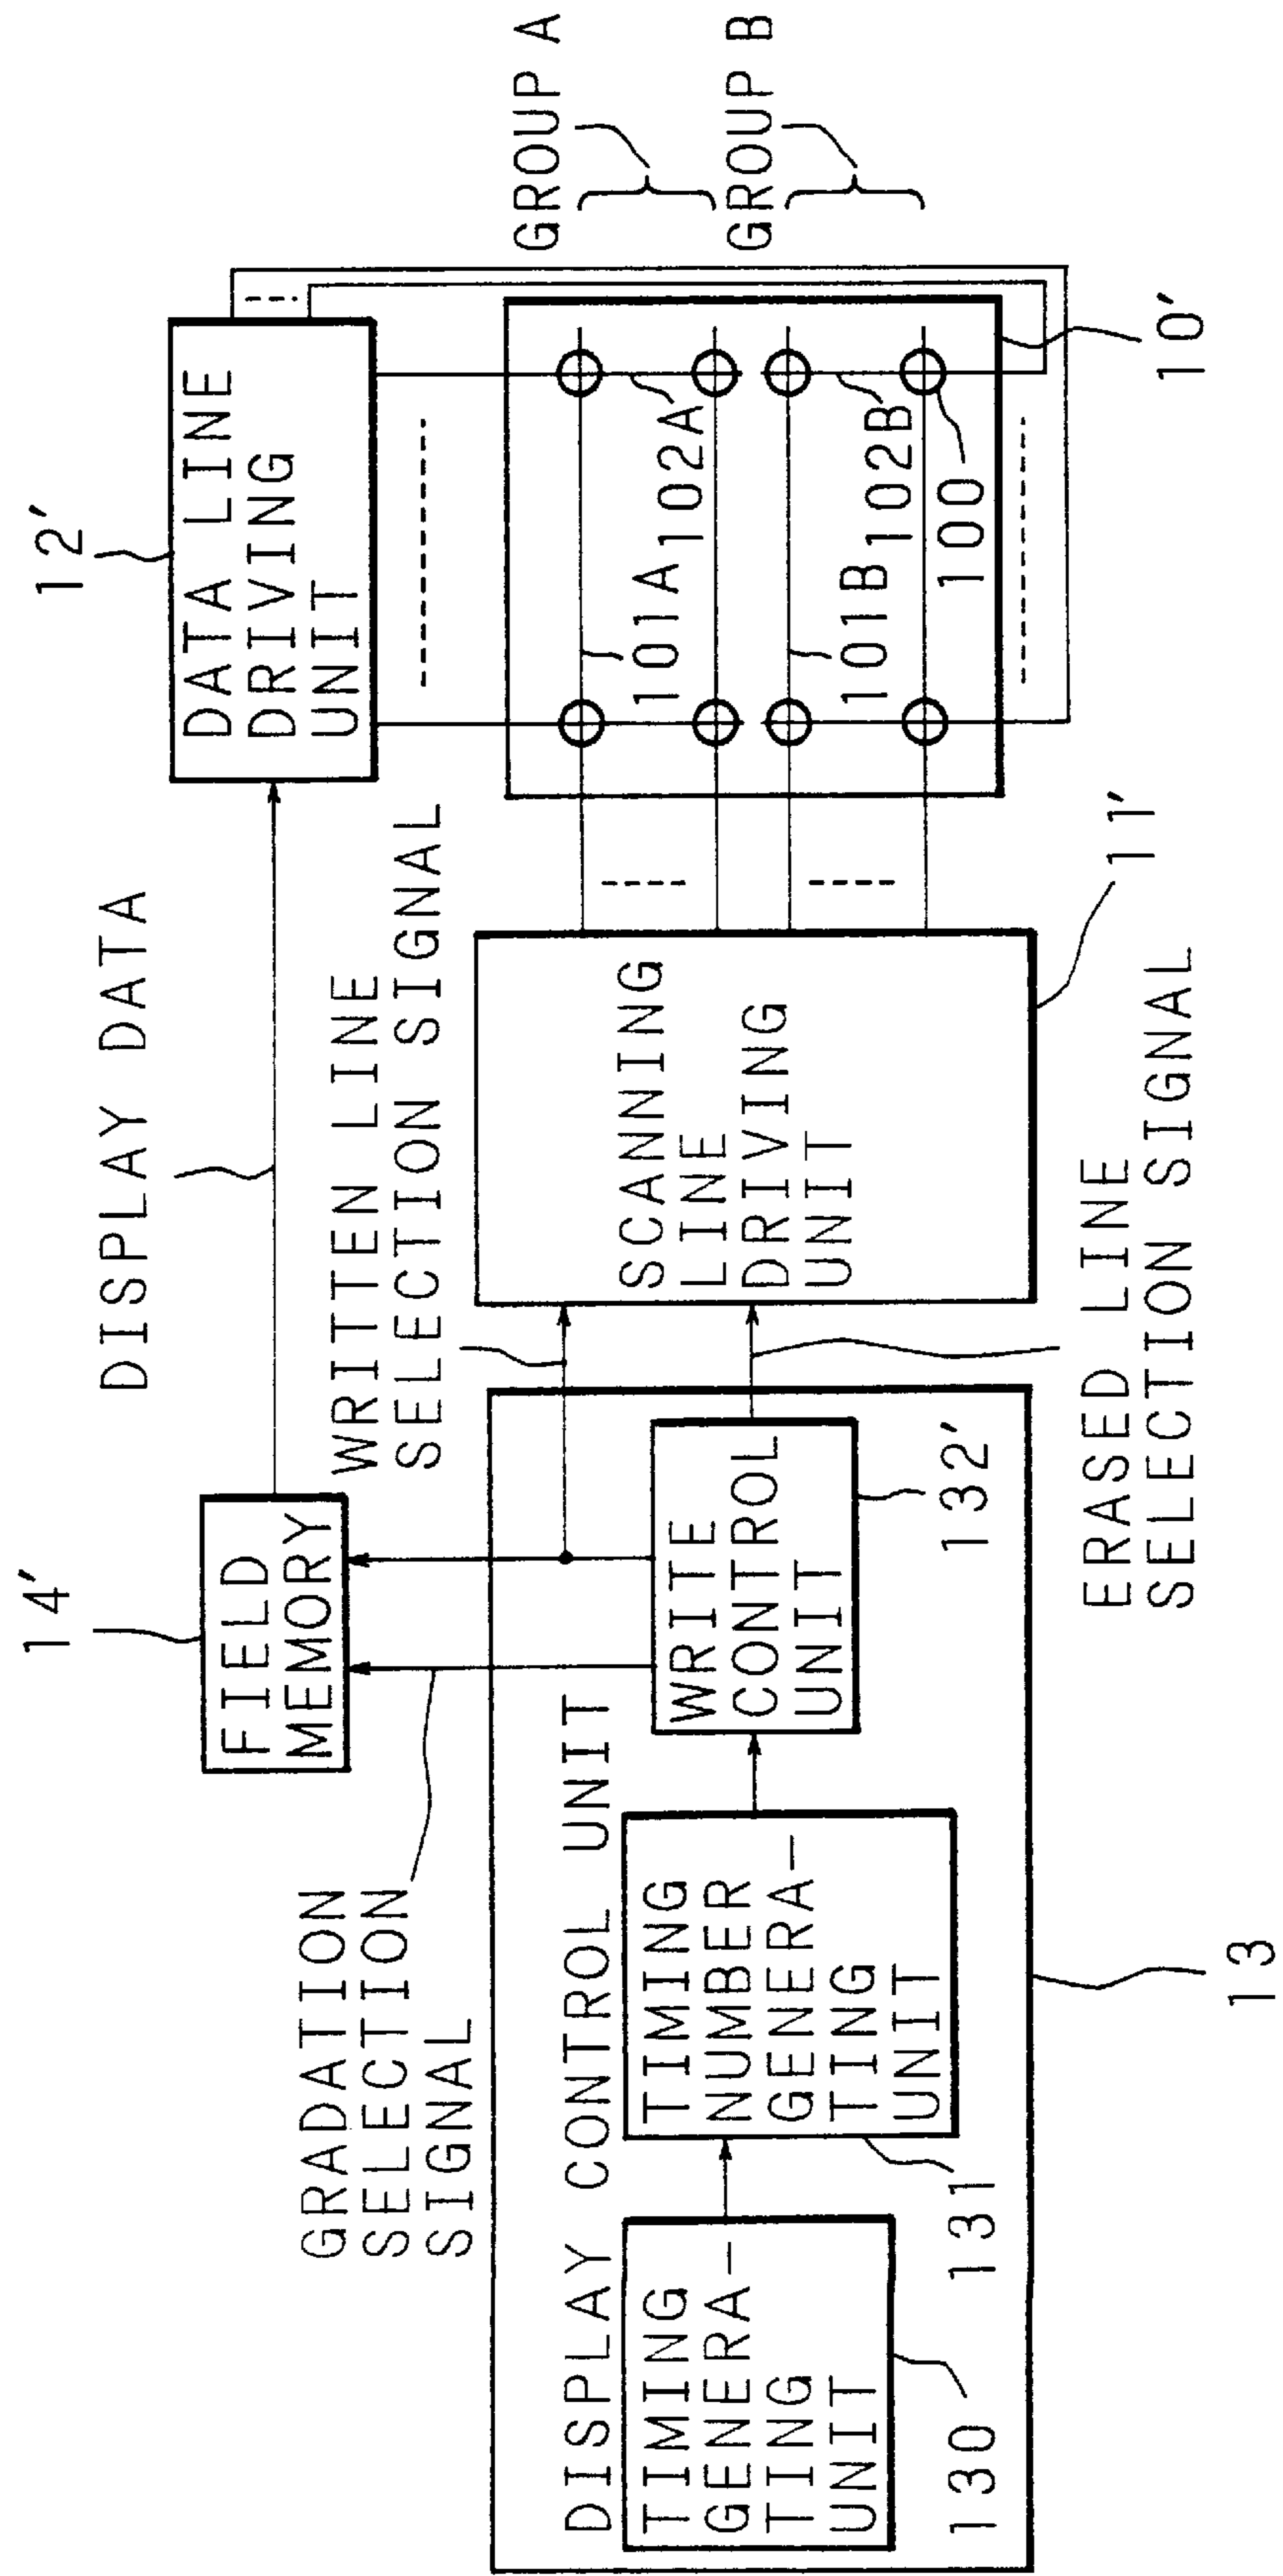 14'
FIELD
MEMORY
DISPLAY DATA
12'
DATA LINE
DRIVING
UNIT
GRADATION
SELECTION
SIGNAL
WRITTEN LINE
SELECTION SIGNAL
GROUP A
GROUP B
DISPLAY CONTROL UNIT
TIMING
GENERA-
TING
UNIT
130
TIMING
NUMBER
GENERA-
TING
UNIT
131
WRITE
CONTROL
UNIT
132'
SCANNING
LINE
DRIVING
UNIT
11'
101A
102A
101B
102B
100
10'
13
ERASED LINE
SELECTION SIGNAL